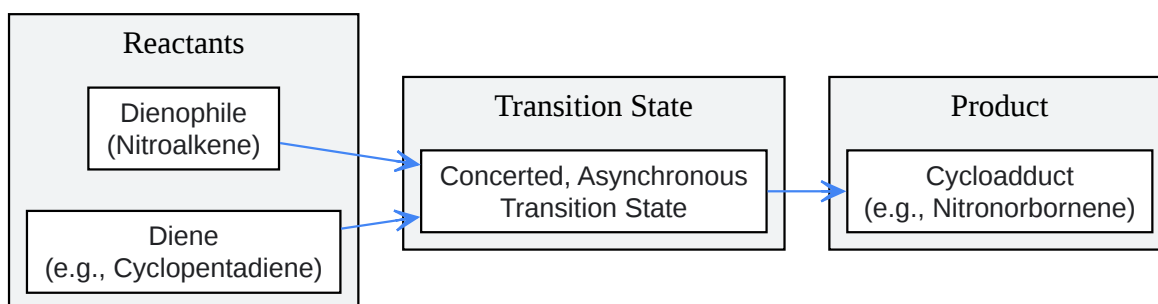 Reactants
Dienophile
(Nitroalkene)
Diene
(e.g., Cyclopentadiene)
Transition State
Concerted, Asynchronous
Transition State
Product
Cycloadduct
(e.g., Nitronorbornene)